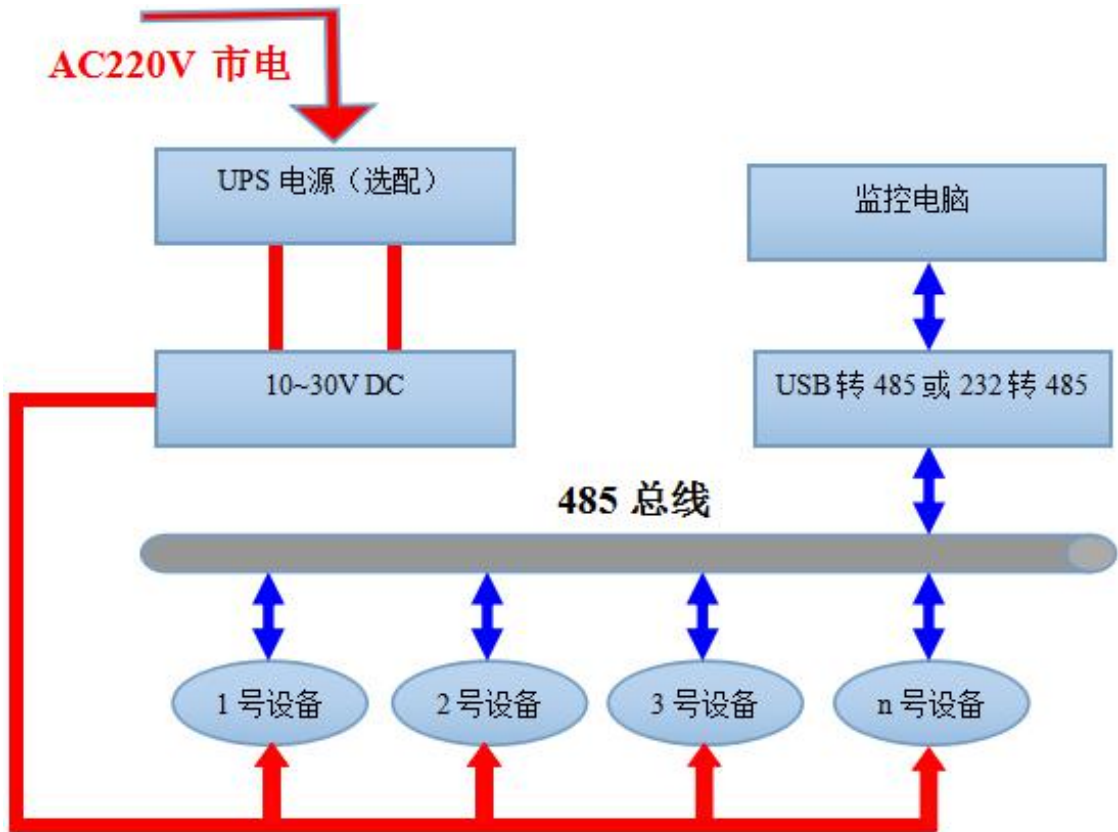 AC220V 市电
UPS 电源（选配）
监控电脑
10~30V DC
USB 转 485 或 232 转 485
485 总线
1 号设备
2 号设备
3 号设备
n 号设备